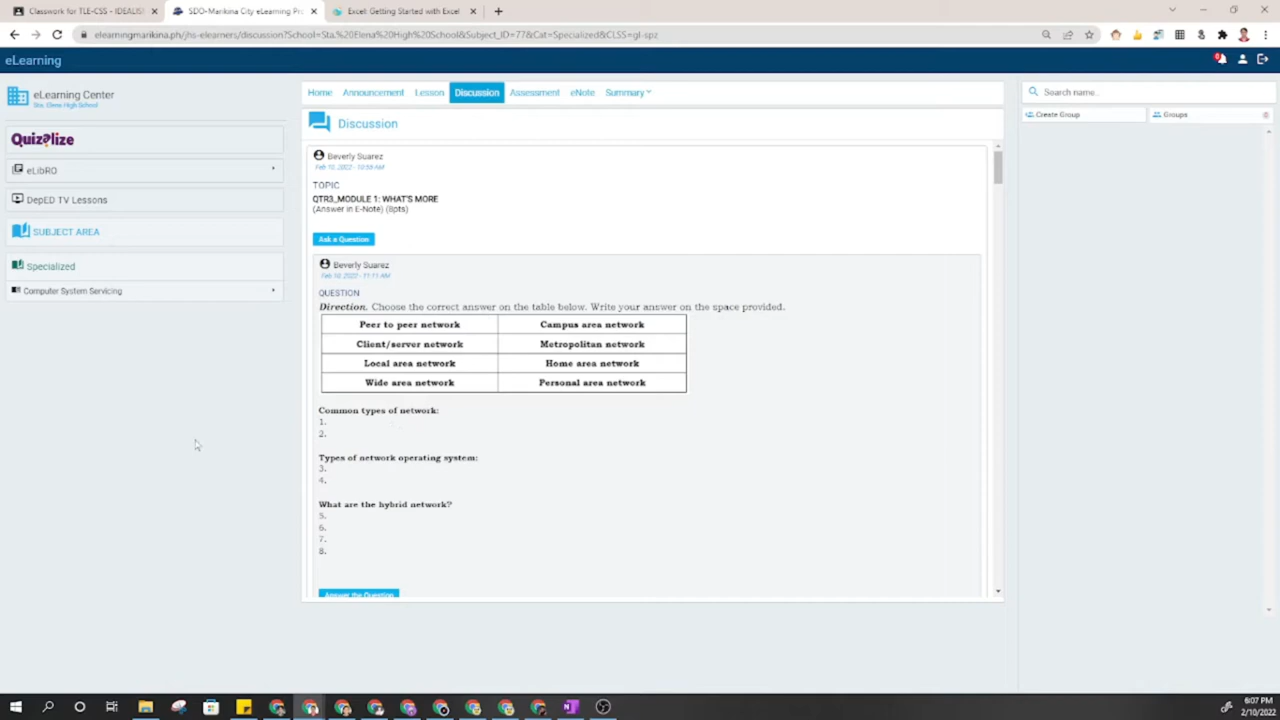 Classwork for TLE-CSS - IDEALIS
SDO-Marikina City eLearning Pro
Excel: Getting Started with Excel
elearningmarikina.ph/jhs-elearners/discussion?School=Sta.%20Elena%20High%20School&Subject_ID=77&Cat=Specialized&CLSS=gl-spz
eLearning
eLearning Center
Sta. Elena High School
Quizalize
eLibRO
DepED TV Lessons
SUBJECT AREA
Specialized
Computer System Servicing
Home Announcement Lesson Discussion Assessment eNote Summary
Discussion
Beverly Suarez
Feb 10, 2022 - 10:59 AM
TOPIC
QTR3_MODULE 1: WHAT'S MORE
(Answer in E-Note) (8pts)
Ask a Question
Beverly Suarez
Feb 10, 2022 - 11:11 AM
QUESTION
Direction. Choose the correct answer on the table below. Write your answer on the space provided.
Peer to peer network Campus area network
Client/server network Metropolitan network
Local area network Home area network
Wide area network Personal area network
Common types of network:
1.
2.
Types of network operating system:
3.
4.
What are the hybrid network?
5.
6.
7.
8.
Answer the Question
Search name..
Create Group Groups
6:07 PM
2/10/2022